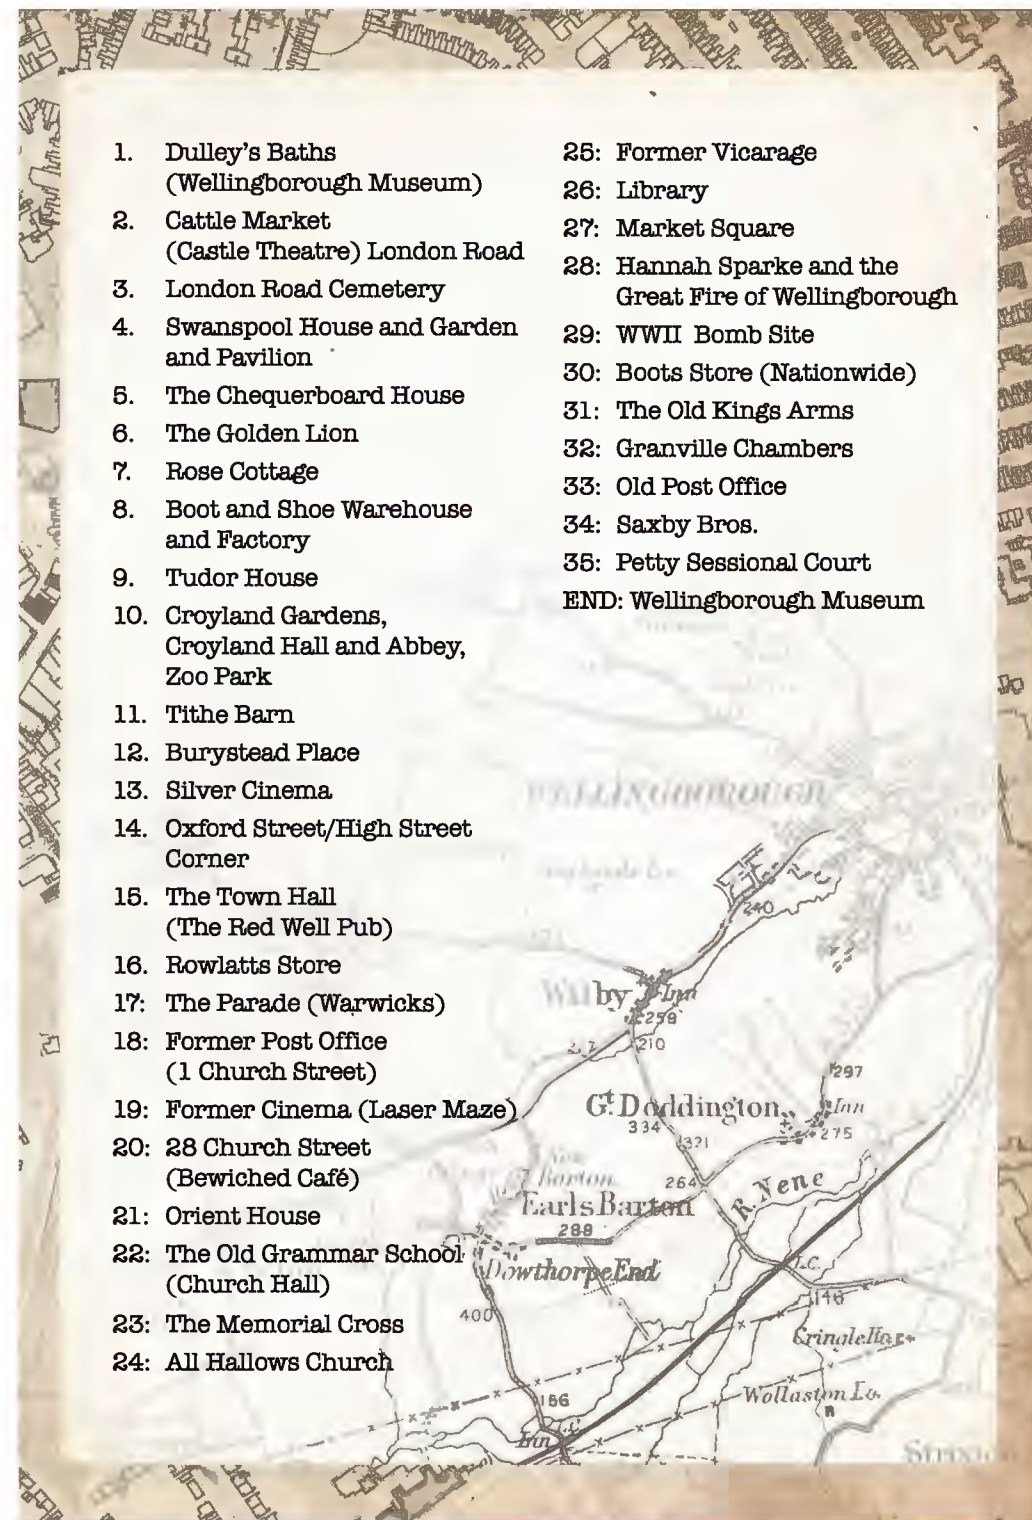 1. Dulley's Baths
(Wellingborough Museum)
2. Cattle Market
(Castle Theatre) London Road
3. London Road Cemetery
4. Swanspool House and Garden
and Pavilion
5. The Chequerboard House
6. The Golden Lion
7. Rose Cottage
8. Boot and Shoe Warehouse
and Factory
9. Tudor House
10. Croyland Gardens,
Croyland Hall and Abbey,
Zoo Park
11. Tithe Barn
12. Burystead Place
13. Silver Cinema
14. Oxford Street/High Street
Corner
15. The Town Hall
(The Red Well Pub)
16. Rowlatts Store
17: The Parade (Warwicks)
18: Former Post Office
(1 Church Street)
19: Former Cinema (Laser Maze)
20: 28 Church Street
(Bewiched Café)
21: Orient House
22: The Old Grammar School
(Church Hall)
23: The Memorial Cross
24: All Hallows Church
25: Former Vicarage
26: Library
27: Market Square
28: Hannah Sparke and the
Great Fire of Wellingborough
29: WWII Bomb Site
30: Boots Store (Nationwide)
31: The Old Kings Arms
32: Granville Chambers
33: Old Post Office
34: Saxby Bros.
35: Petty Sessional Court
END: Wellingborough Museum
WELLINGBOROUGH
240
Wilby
Inn
259
210
297
Gt. Doddington
Inn
334
321
275
264
R. Nene
Barton
Earls Barton
288
Dowthorpe End
L.C.
146
400
Wollaston Lo.
156
L.C.
Inn